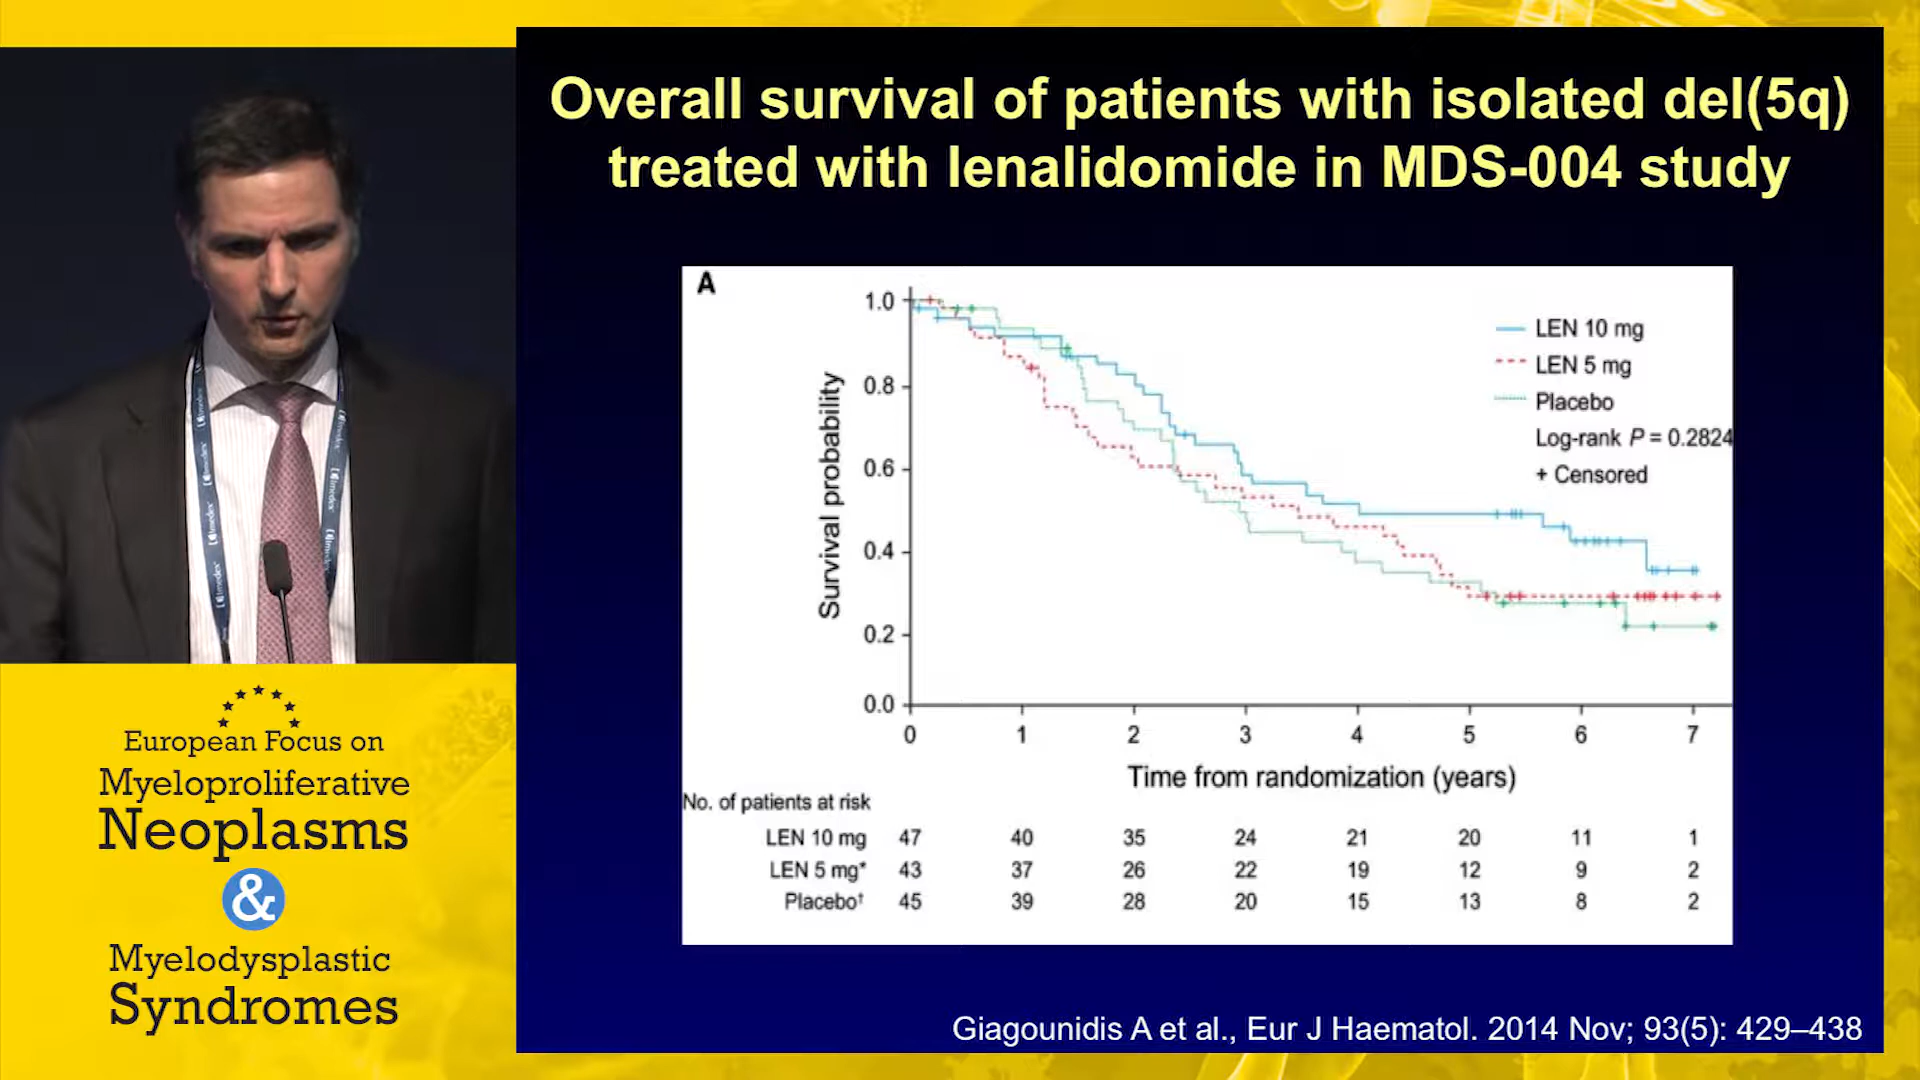 Overall survival of patients with isolated del(5q)
treated with lenalidomide in MDS-004 study
A
1.0
0.8
0.6
0.4
0.2
0.0
Survival probability
LEN 10 mg
LEN 5 mg
Placebo
Log-rank P = 0.2824
+ Censored
0 1 2 3 4 5 6 7
Time from randomization (years)
No. of patients at risk
LEN 10 mg 47 40 35 24 21 20 11 1
LEN 5 mg* 43 37 26 22 19 12 9 2
Placebo† 45 39 28 20 15 13 8 2
Giagounidis A et al., Eur J Haematol. 2014 Nov; 93(5): 429–438
European Focus on
Myeloproliferative
Neoplasms
&
Myelodysplastic
Syndromes
imedex
imedex
imedex
imedex
imedex